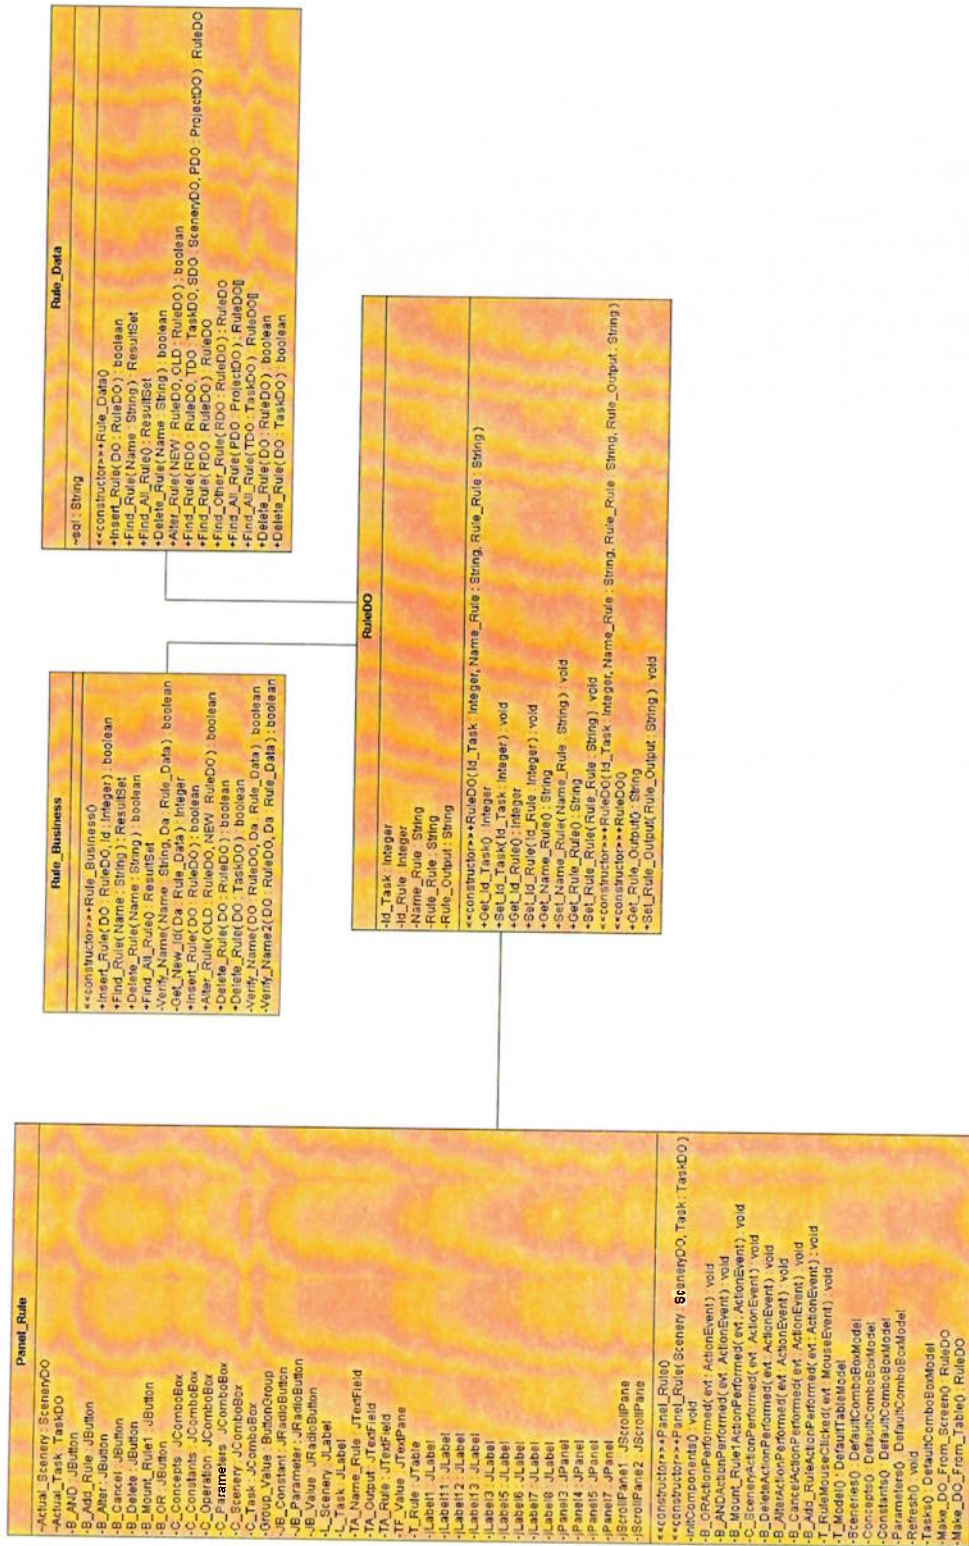 Panel_Rule
-Actual_Scenery : SceneryDO
-Actual_Task : TaskDO
-B_AND : JButton
-B_Add_Rule : JButton
-B_Alter : JButton
-B_Cancel : JButton
-B_Delete : JButton
-B_Mount_Rule1 : JButton
-B_OR : JButton
-C_Concepts : JComboBox
-C_Constants : JComboBox
-C_Operation : JComboBox
-C_Parameters : JComboBox
-C_Scenery : JComboBox
-C_Task : JComboBox
-Group_Value : ButtonGroup
-JB_Constant : JRadioButton
-JB_Parameter : JRadioButton
-JB_Value : JRadioButton
-L_Scenery : JLabel
-L_Task : JLabel
-TA_Name_Rule : JTextField
-TA_Output : JTextField
-TA_Rule : JTextField
-TF_Value : JTextPane
-T_Rule : JTable
-jLabel1 : JLabel
-jLabel11 : JLabel
-jLabel12 : JLabel
-jLabel13 : JLabel
-jLabel3 : JLabel
-jLabel5 : JLabel
-jLabel6 : JLabel
-jLabel7 : JLabel
-jLabel8 : JLabel
-jPanel3 : JPanel
-jPanel4 : JPanel
-jPanel5 : JPanel
-jPanel7 : JPanel
-jScrollPane1 : JScrollPane
-jScrollPane2 : JScrollPane
<<constructor>>+Panel_Rule()
<<constructor>>+Panel_Rule( Scenery : SceneryDO, Task : TaskDO )
-initComponents() : void
-B_ORActionPerformed( evt : ActionEvent ) : void
-B_ANDActionPerformed( evt : ActionEvent ) : void
-B_Mount_Rule1ActionPerformed( evt : ActionEvent ) : void
-C_SceneryActionPerformed( evt : ActionEvent ) : void
-B_DeleteActionPerformed( evt : ActionEvent ) : void
-B_AlterActionPerformed( evt : ActionEvent ) : void
-B_CancelActionPerformed( evt : ActionEvent ) : void
-B_Add_RuleActionPerformed( evt : ActionEvent ) : void
-T_RuleMouseClicked( evt : MouseEvent ) : void
-T_Model() : DefaultTableModel
-Sceneries() : DefaultComboBoxModel
-Concepts() : DefaultComboBoxModel
-Constants() : DefaultComboBoxModel
-Parameters() : DefaultComboBoxModel
-Refresh() : void
-Tasks() : DefaultComboBoxModel
-Make_DO_From_Screen() : RuleDO
-Make_DO_From_Table() : RuleDO
Rule_Business
<<constructor>>+Rule_Business()
+Insert_Rule( DO : RuleDO, Id : Integer ) : boolean
+Find_Rule( Name : String ) : ResultSet
+Delete_Rule( Name : String ) : boolean
+Find_All_Rule() : ResultSet
-Verify_Name( Name : String, Da : Rule_Data ) : boolean
-Get_New_Id( Da : Rule_Data ) : Integer
+Insert_Rule( DO : RuleDO ) : boolean
+Alter_Rule( OLD : RuleDO, NEW : RuleDO ) : boolean
+Delete_Rule( DO : RuleDO ) : boolean
+Delete_Rule( DO : TaskDO ) : boolean
-Verify_Name( DO : RuleDO, Da : Rule_Data ) : boolean
-Verify_Name2( DO : RuleDO, Da : Rule_Data ) : boolean
Rule_Data
-sql : String
<<constructor>>+Rule_Data()
+Insert_Rule( DO : RuleDO ) : boolean
+Find_Rule( Name : String ) : ResultSet
+Find_All_Rule() : ResultSet
+Delete_Rule( Name : String ) : boolean
+Alter_Rule( NEW : RuleDO, OLD : RuleDO ) : boolean
+Find_Rule( RDO : RuleDO, TDO : TaskDO, SDO : SceneryDO, PDO : ProjectDO ) : RuleDO
+Find_Rule( RDO : RuleDO ) : RuleDO
+Find_Other_Rule( RDO : RuleDO ) : RuleDO
+Find_All_Rule( PDO : ProjectDO ) : RuleDO[]
+Find_All_Rule( TDO : TaskDO ) : RuleDO[]
+Delete_Rule( DO : RuleDO ) : boolean
+Delete_Rule( DO : TaskDO ) : boolean
RuleDO
-Id_Task : Integer
-Id_Rule : Integer
-Name_Rule : String
-Rule_Rule : String
-Rule_Output : String
<<constructor>>+RuleDO( Id_Task : Integer, Name_Rule : String, Rule_Rule : String )
+Get_Id_Task() : Integer
+Set_Id_Task( Id_Task : Integer ) : void
+Get_Id_Rule() : Integer
+Set_Id_Rule( Id_Rule : Integer ) : void
+Get_Name_Rule() : String
+Set_Name_Rule( Name_Rule : String ) : void
+Get_Rule_Rule() : String
+Set_Rule_Rule( Rule_Rule : String ) : void
<<constructor>>+RuleDO( Id_Task : Integer, Name_Rule : String, Rule_Rule : String, Rule_Output : String )
<<constructor>>+RuleDO()
+Get_Rule_Output() : String
+Set_Rule_Output( Rule_Output : String ) : void